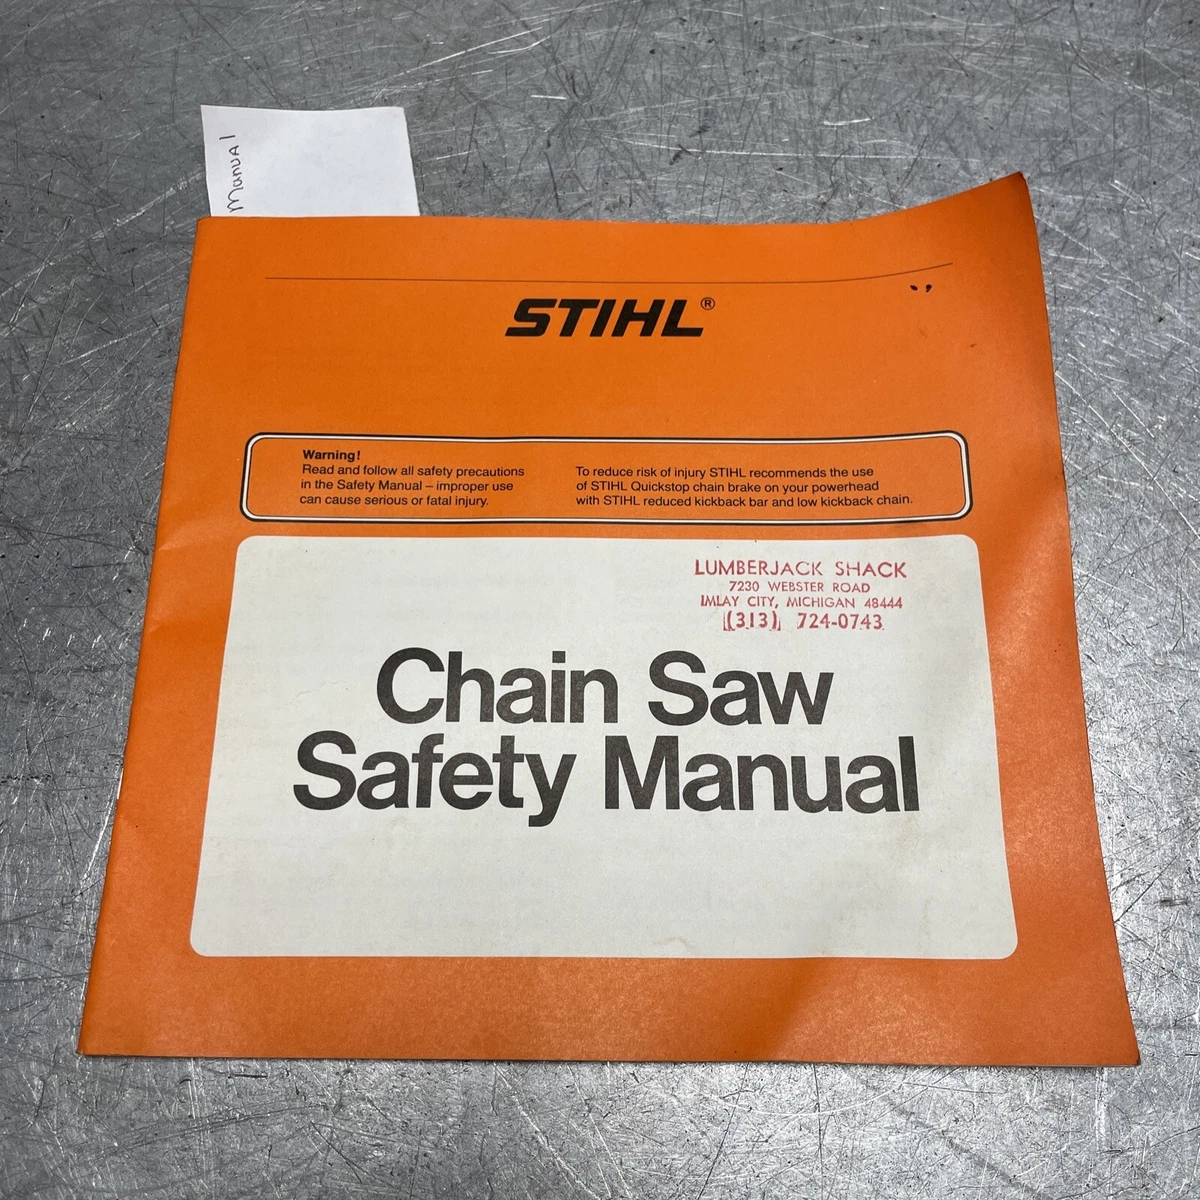 Manual
STIHL®
Warning!
Read and follow all safety precautions
in the Safety Manual – improper use
can cause serious or fatal injury.
To reduce risk of injury STIHL recommends the use
of STIHL Quickstop chain brake on your powerhead
with STIHL reduced kickback bar and low kickback chain.
LUMBERJACK SHACK
7230 WEBSTER ROAD
IMLAY CITY, MICHIGAN 48444
(313) 724-0743
Chain Saw
Safety Manual